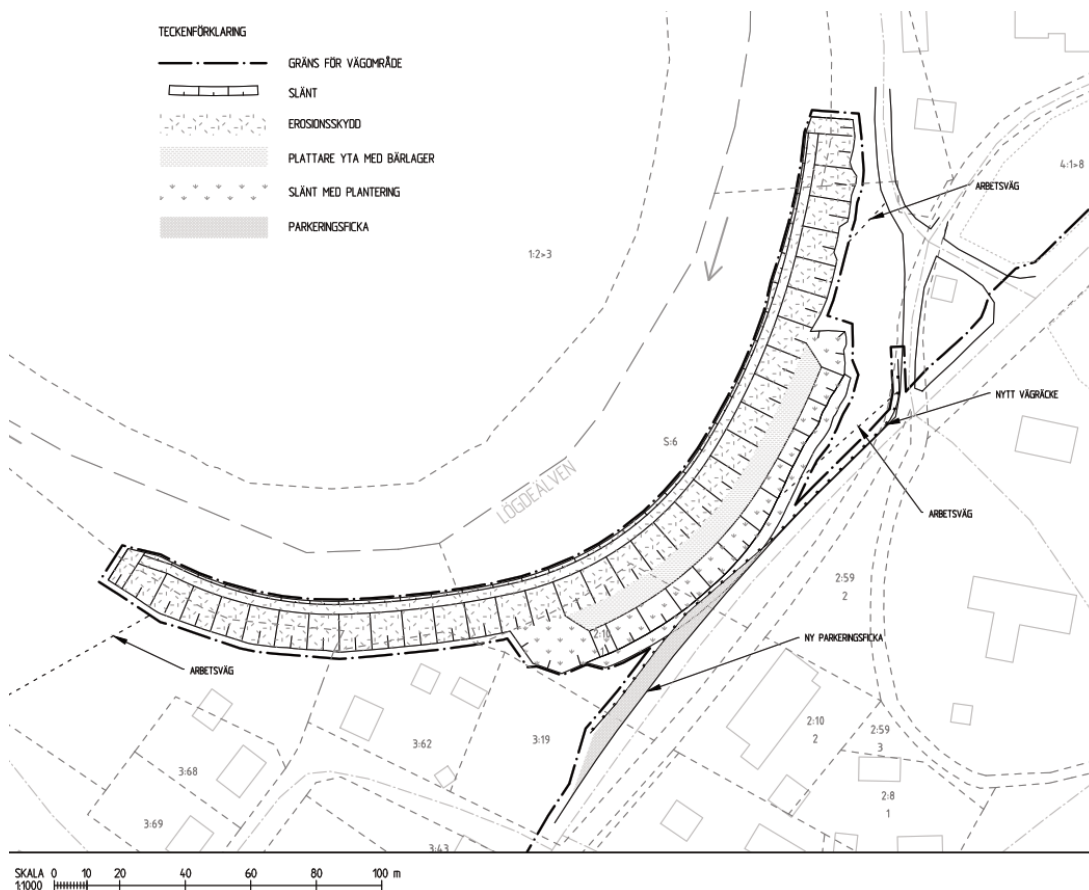 TECKENFÖRKLARING
GRÄNS FÖR VÄGOMRÅDE
SLÄNT
EROSIONSSKYDD
PLATTARE YTA MED BÄRLAGER
SLÄNT MED PLANTERING
PARKERINGSFICKA
4:1>8
ARBETSVÄG
1:2>3
NYTT VÄGRÄCKE
S:6
LÖGDEÄLVEN
ARBETSVÄG
2:59
2
NY PARKERINGSFICKA
ARBETSVÄG
2:10
2
2:59
3
3:62
3:19
3:68
2:8
1
3:69
3:43
SKALA 0 10 20 40 60 80 100 m
1:1000